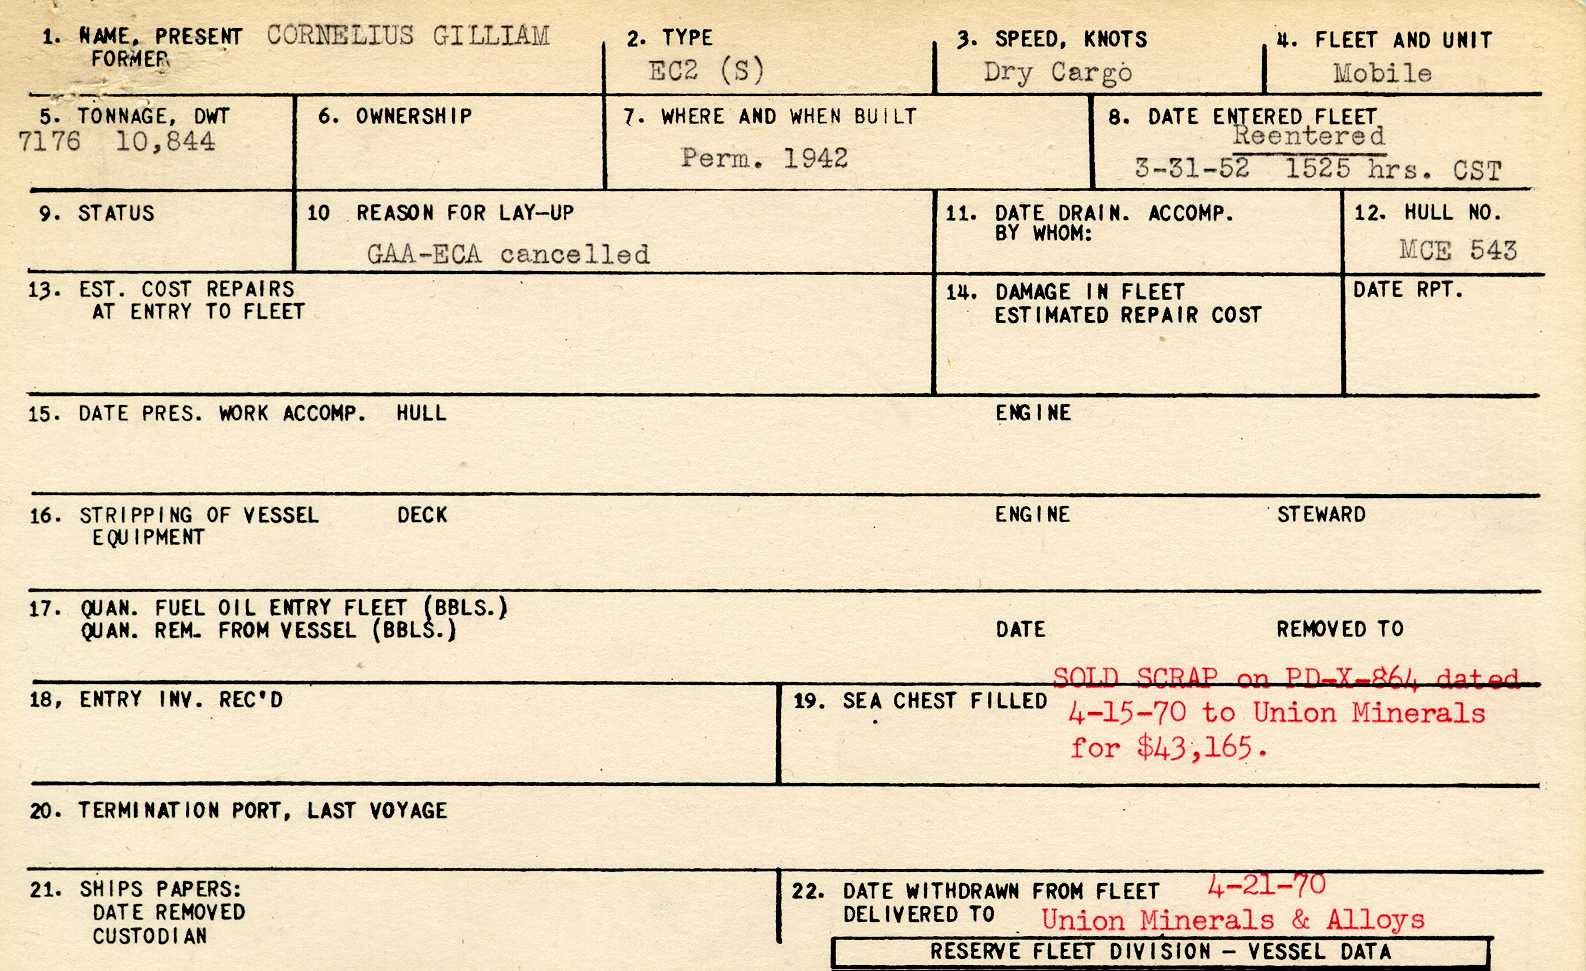 1. NAME, PRESENT CORNELIUS GILLIAM
FORMER
2. TYPE
EC2 (S)
3. SPEED, KNOTS
Dry Cargo
4. FLEET AND UNIT
Mobile
5. TONNAGE, DWT
7176 10,844
6. OWNERSHIP
7. WHERE AND WHEN BUILT
Perm. 1942
8. DATE ENTERED FLEET
Reentered
3-31-52 1525 hrs. CST
9. STATUS
10 REASON FOR LAY-UP
GAA-ECA cancelled
11. DATE DRAIN. ACCOMP.
BY WHOM:
12. HULL NO.
MCE 543
13. EST. COST REPAIRS
AT ENTRY TO FLEET
14. DAMAGE IN FLEET
ESTIMATED REPAIR COST
DATE RPT.
15. DATE PRES. WORK ACCOMP. HULL ENGINE
16. STRIPPING OF VESSEL DECK ENGINE STEWARD
EQUIPMENT
17. QUAN. FUEL OIL ENTRY FLEET (BBLS.)
QUAN. REM. FROM VESSEL (BBLS.) DATE REMOVED TO
18, ENTRY INV. REC'D
19. SEA CHEST FILLED
SOLD SCRAP on PD-X-864 dated
4-15-70 to Union Minerals
for $43,165.
20. TERMINATION PORT, LAST VOYAGE
21. SHIPS PAPERS:
DATE REMOVED
CUSTODIAN
22. DATE WITHDRAWN FROM FLEET 4-21-70
DELIVERED TO Union Minerals & Alloys
RESERVE FLEET DIVISION - VESSEL DATA